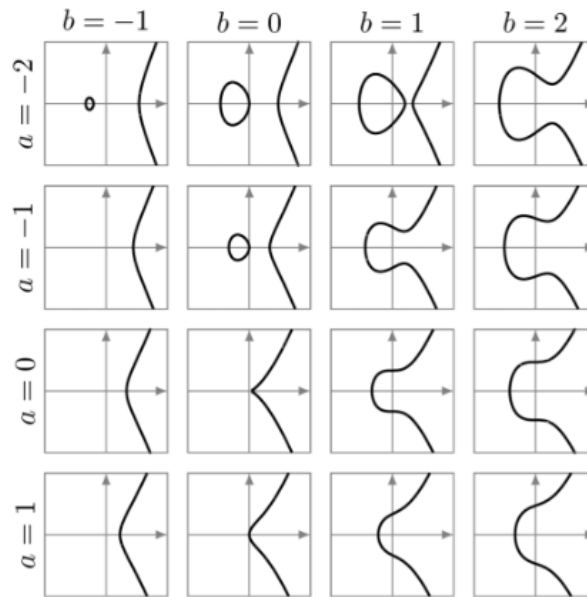 b = −1 b = 0 b = 1 b = 2
a = −2
a = −1
a = 0
a = 1